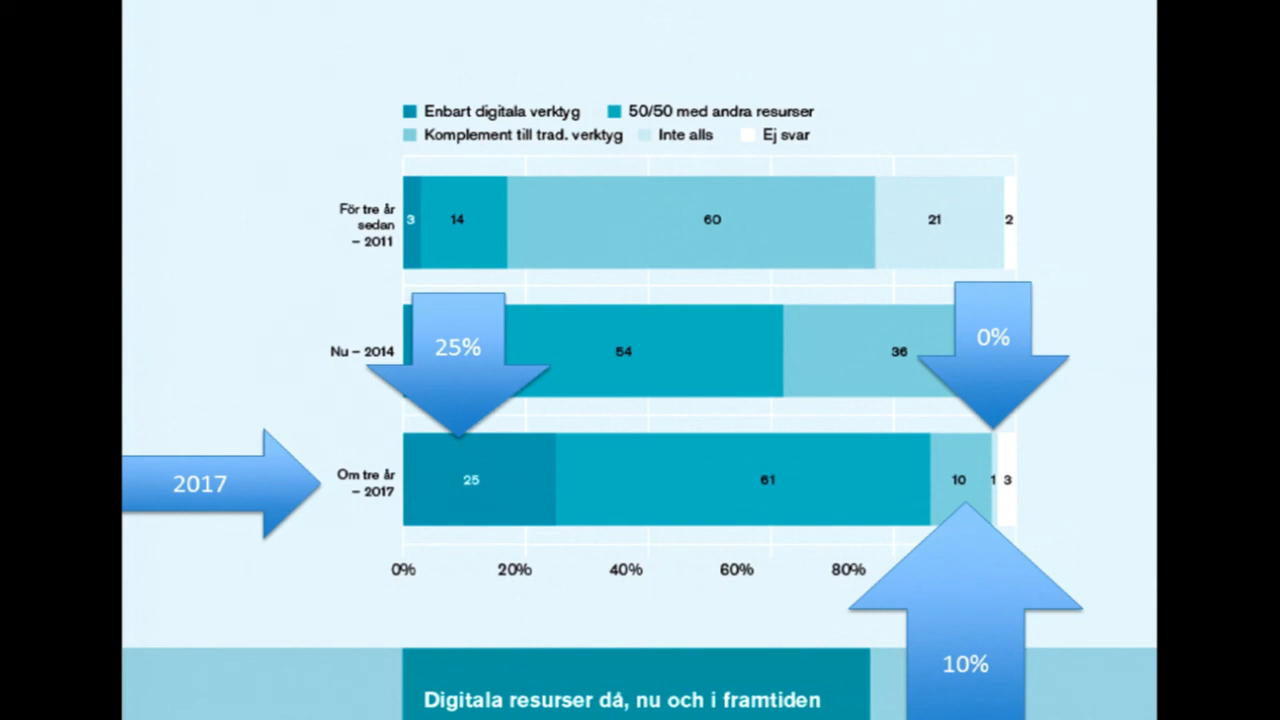 Enbart digitala verktyg 50/50 med andra resurser
Komplement till trad. verktyg Inte alls Ej svar
För tre år
sedan
– 2011
3 14 60 21 2
25% 0%
Nu – 2014 54 36
2017
Om tre år
– 2017
25 61 10 1 3
0% 20% 40% 60% 80%
10%
Digitala resurser då, nu och i framtiden